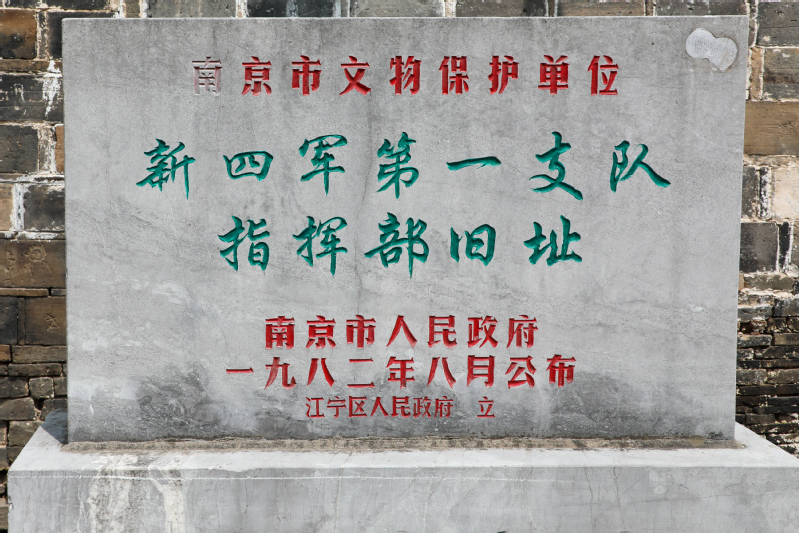 南京市文物保护单位
新四军第一支队
指挥部旧址
南京市人民政府
一九八二年八月公布
江宁区人民政府 立